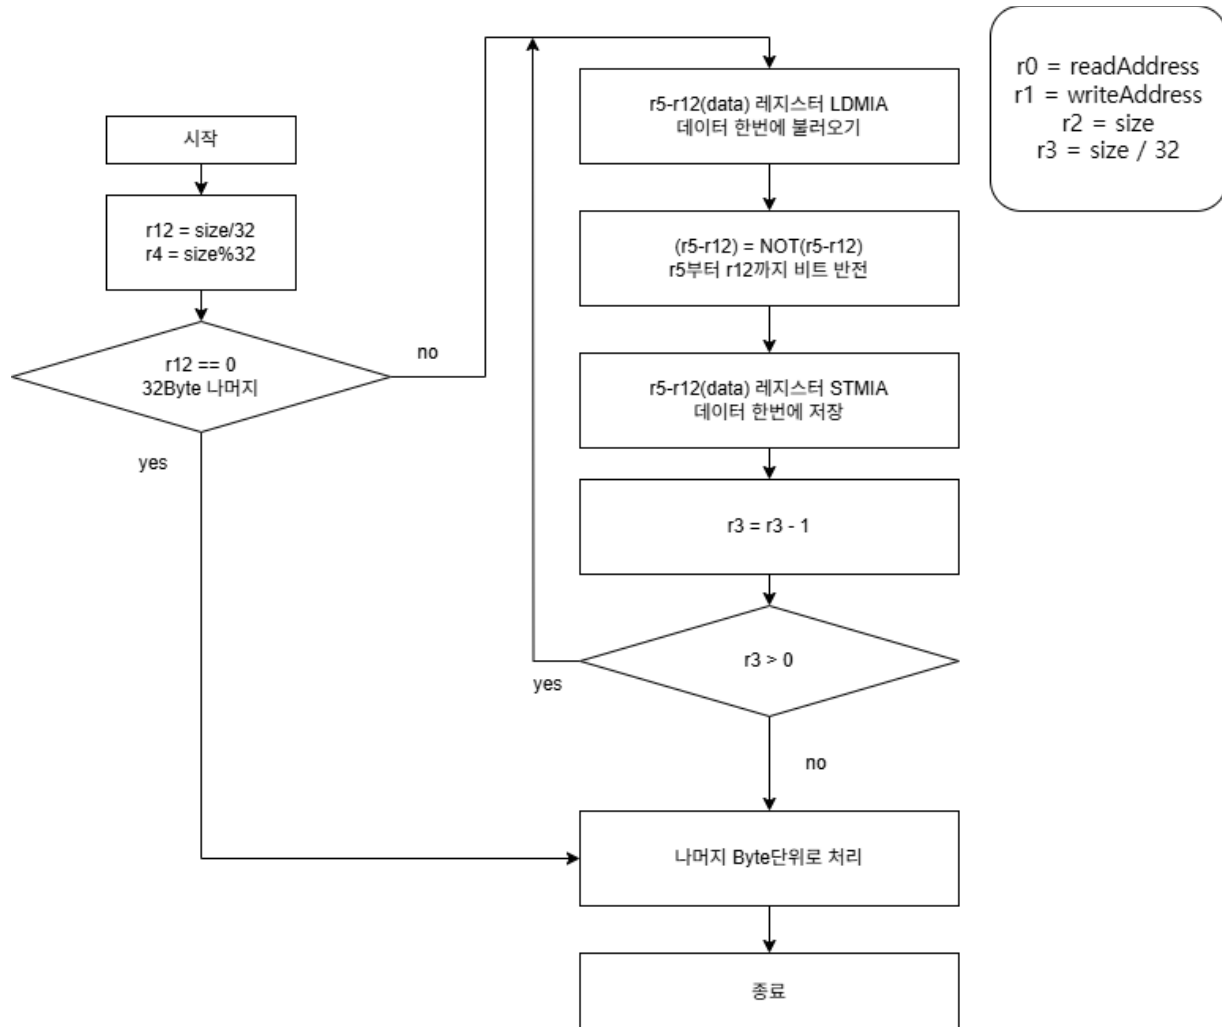 시작
r12 = size/32
r4 = size%32
r12 == 0
32Byte 나머지
no
yes
r5-r12(data) 레지스터 LDMIA
데이터 한번에 불러오기
(r5-r12) = NOT(r5-r12)
r5부터 r12까지 비트 반전
r5-r12(data) 레지스터 STMIA
데이터 한번에 저장
r3 = r3 - 1
r3 > 0
yes
no
나머지 Byte단위로 처리
종료
r0 = readAddress
r1 = writeAddress
r2 = size
r3 = size / 32